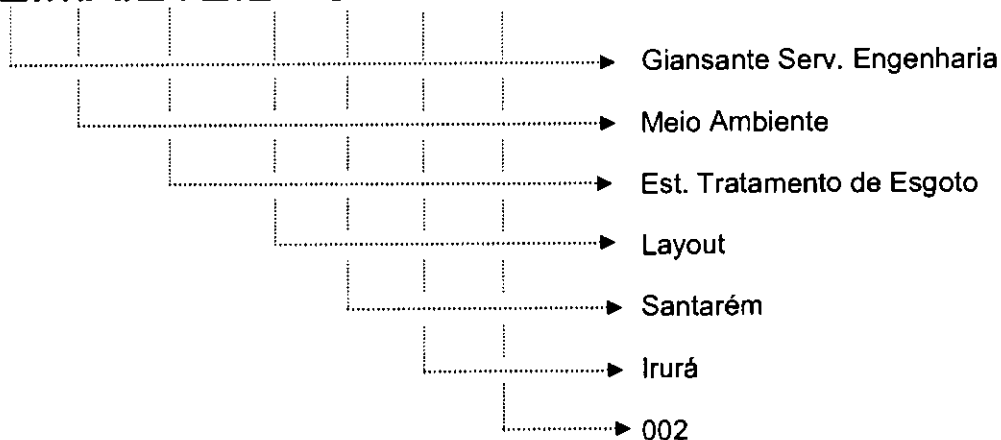 Giansante Serv. Engenharia
Meio Ambiente
Est. Tratamento de Esgoto
Layout
Santarém
Irurá
002